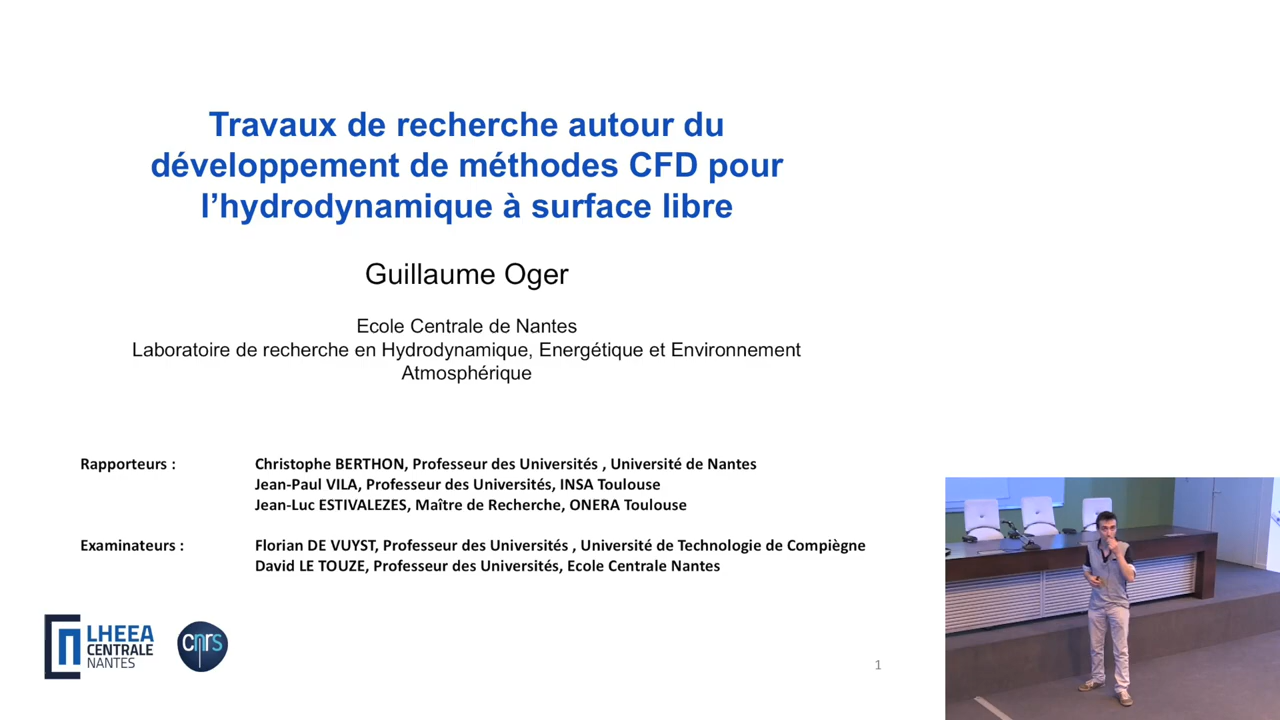 Travaux de recherche autour du
développement de méthodes CFD pour
l’hydrodynamique à surface libre
Guillaume Oger
Ecole Centrale de Nantes
Laboratoire de recherche en Hydrodynamique, Energétique et Environnement
Atmosphérique
Rapporteurs : Christophe BERTHON, Professeur des Universités , Université de Nantes
Jean-Paul VILA, Professeur des Universités, INSA Toulouse
Jean-Luc ESTIVALEZES, Maître de Recherche, ONERA Toulouse
Examinateurs : Florian DE VUYST, Professeur des Universités , Université de Technologie de Compiègne
David LE TOUZE, Professeur des Universités, Ecole Centrale Nantes
LHEEA
CENTRALE
NANTES
cnrs
1